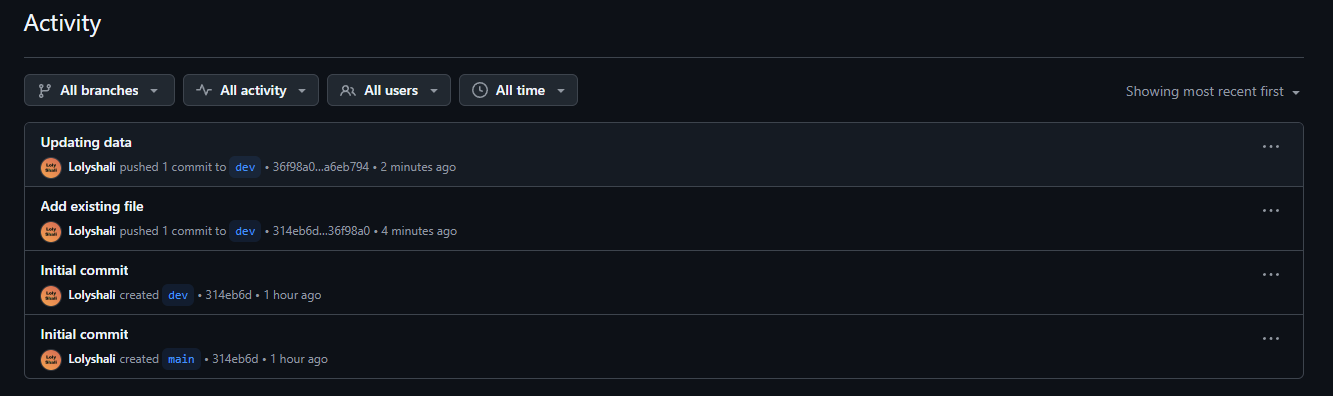 Activity
All branches All activity All users All time Showing most recent first
Updating data
Lolyshali pushed 1 commit to dev • 36f98a0...a6eb794 • 2 minutes ago
Add existing file
Lolyshali pushed 1 commit to dev • 314eb6d...36f98a0 • 4 minutes ago
Initial commit
Lolyshali created dev • 314eb6d • 1 hour ago
Initial commit
Lolyshali created main • 314eb6d • 1 hour ago